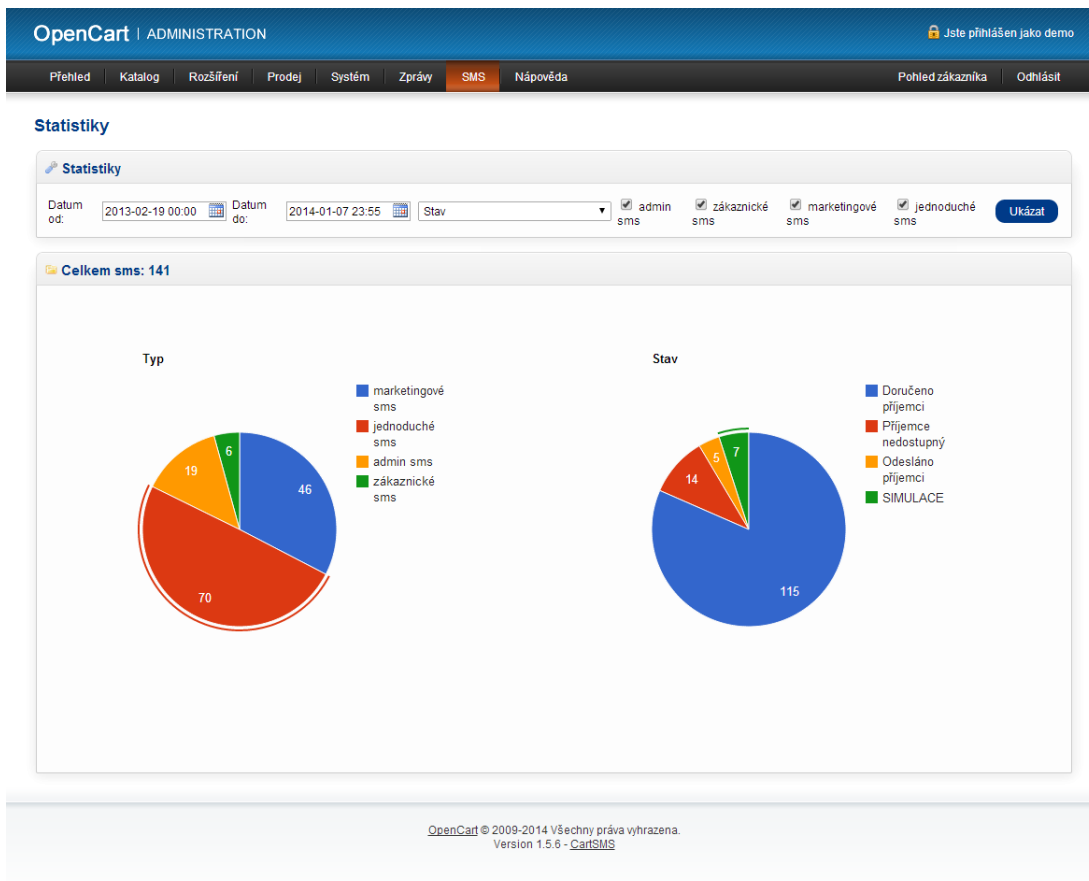 OpenCart | ADMINISTRATION
Jste přihlášen jako demo
Přehled Katalog Rozšíření Prodej Systém Zprávy SMS Nápověda Pohled zákazníka Odhlásit
Statistiky
Statistiky
Datum od: 2013-02-19 00:00 Datum do: 2014-01-07 23:55 Stav admin sms zákaznické sms marketingové sms jednoduché sms Ukázat
Celkem sms: 141
Typ
marketingové
sms
jednoduché
sms
admin sms
zákaznické
sms
6
19
46
70
Stav
Doručeno
příjemci
Příjemce
nedostupný
Odesláno
příjemci
SIMULACE
7
5
14
115
OpenCart © 2009-2014 Všechny práva vyhrazena.
Version 1.5.6 - CartSMS